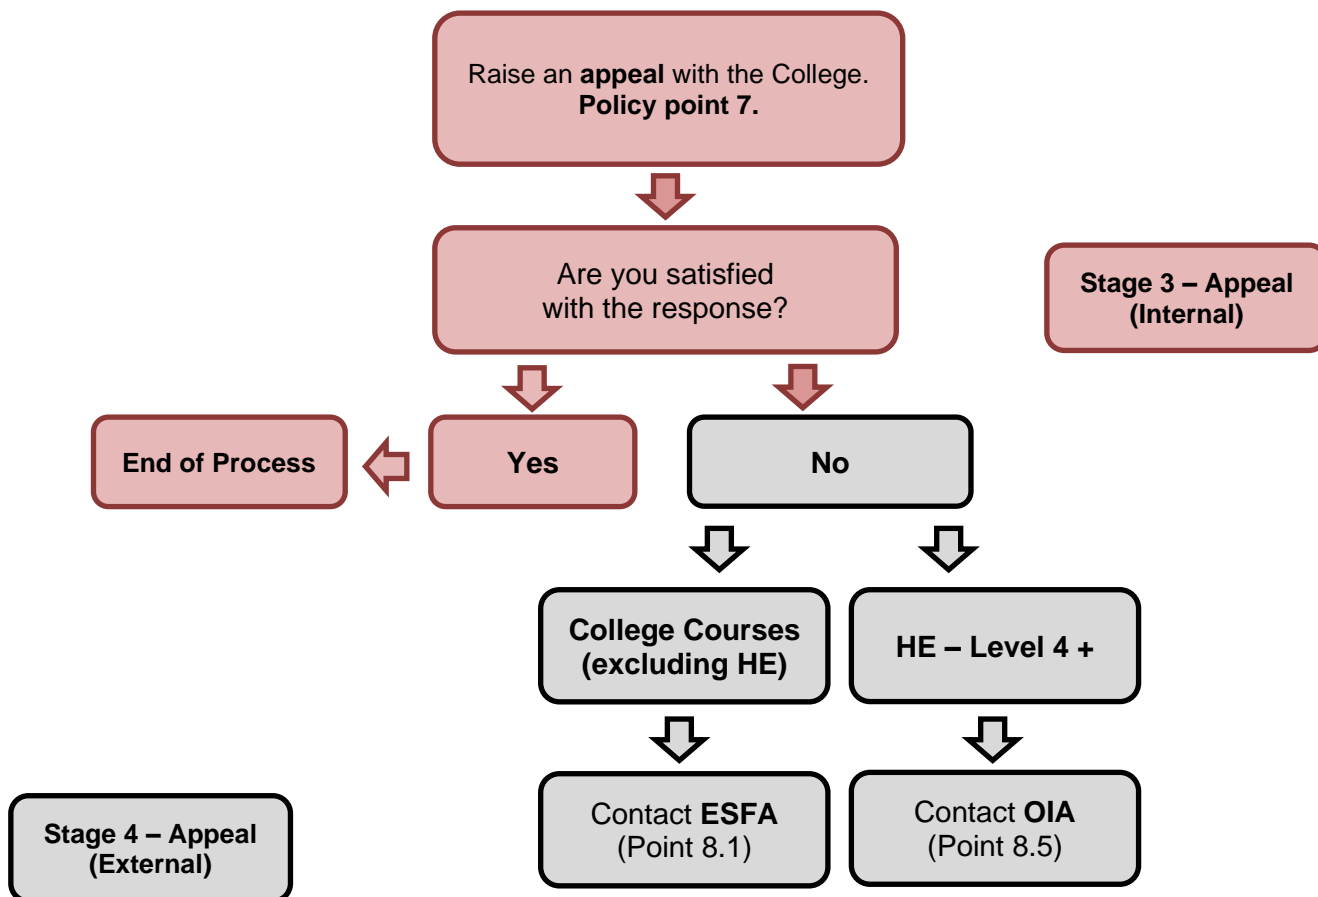 Raise an appeal with the College.
Policy point 7.
Are you satisfied
with the response?
Stage 3 – Appeal
(Internal)
End of Process
Yes
No
College Courses
(excluding HE)
HE – Level 4 +
Contact ESFA
(Point 8.1)
Contact OIA
(Point 8.5)
Stage 4 – Appeal
(External)